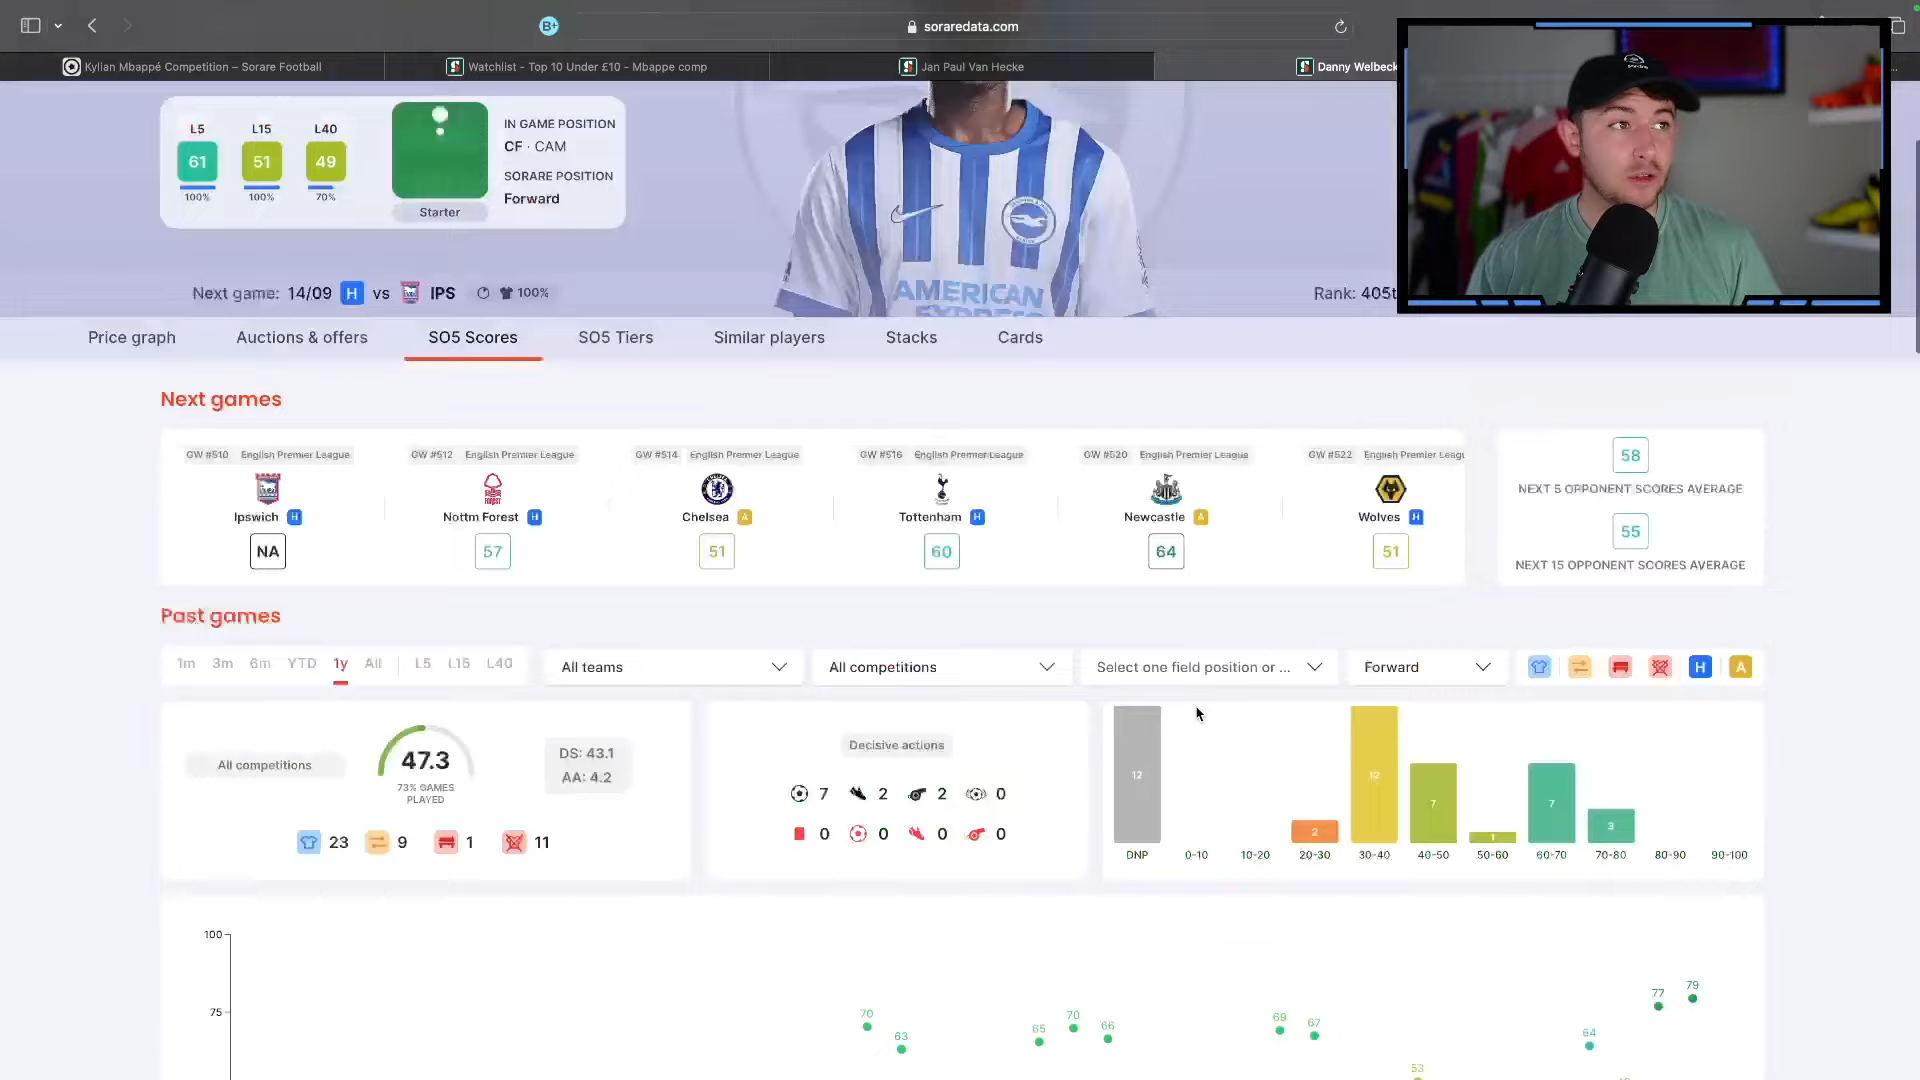 soraredata.com
Kylian Mbappé Competition – Sorare Football
Watchlist - Top 10 Under £10 - Mbappe comp
Jan Paul Van Hecke
Danny Welbeck
L5 L15 L40
61 51 49
100% 100% 70%
Starter
IN GAME POSITION
CF · CAM
SORARE POSITION
Forward
AMERICAN
EXPRESS
Next game: 14/09 H vs IPS 100%
Rank: 405t
Price graph Auctions & offers SO5 Scores SO5 Tiers Similar players Stacks Cards
Next games
GW #510 English Premier League GW #512 English Premier League GW #514 English Premier League GW #516 English Premier League GW #520 English Premier League GW #522 English Premier Leagu
Ipswich H Nottm Forest H Chelsea A Tottenham H Newcastle A Wolves H
NA 57 51 60 64 51
58
NEXT 5 OPPONENT SCORES AVERAGE
55
NEXT 15 OPPONENT SCORES AVERAGE
Past games
1m 3m 6m YTD 1y All L5 L15 L40
All teams
All competitions
Select one field position or ...
Forward
H A
All competitions
47.3
73% GAMES
PLAYED
DS: 43.1
AA: 4.2
23 9 1 11
Decisive actions
7 2 2 0
0 0 0 0
12 2 12 7 1 7 3
DNP 0-10 10-20 20-30 30-40 40-50 50-60 60-70 70-80 80-90 90-100
100
75
70 63 65 70 66 69 67 53 64 77 79